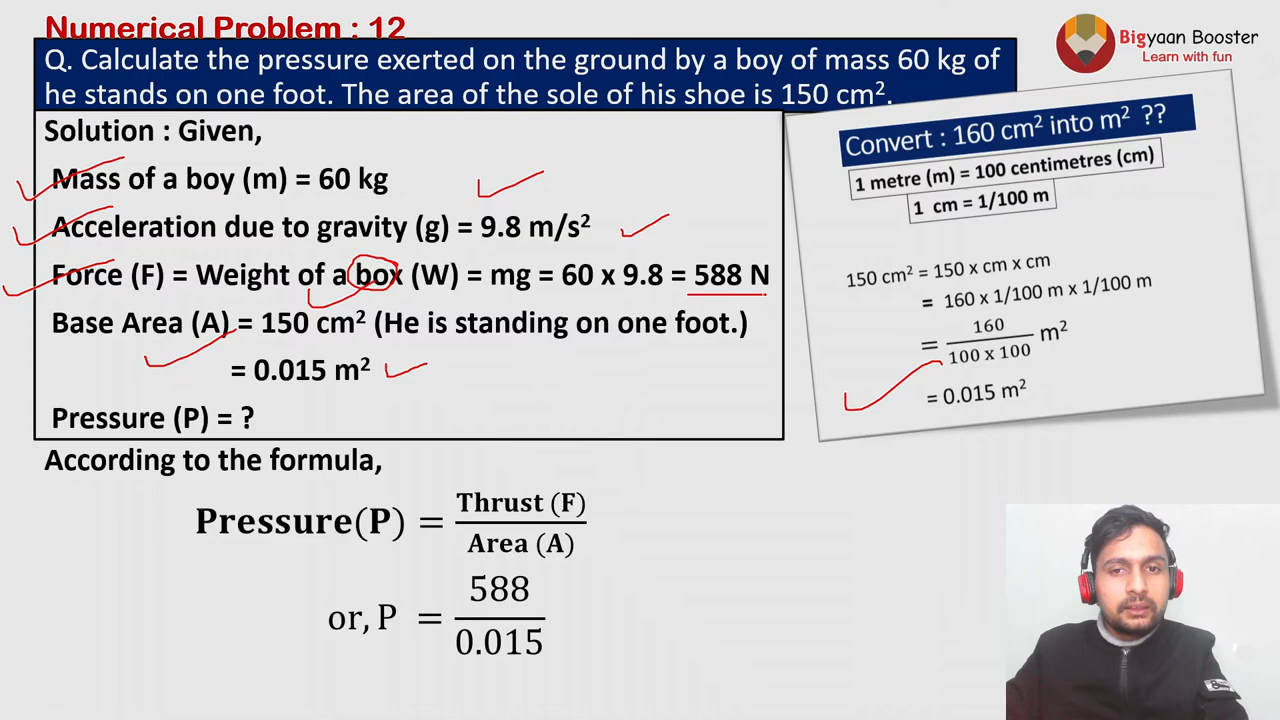 Numerical Problem : 12
Bigyaan Booster
Learn with fun
Q. Calculate the pressure exerted on the ground by a boy of mass 60 kg of
he stands on one foot. The area of the sole of his shoe is 150 cm².
Solution : Given,
Mass of a boy (m) = 60 kg
Acceleration due to gravity (g) = 9.8 m/s²
Force (F) = Weight of a box (W) = mg = 60 x 9.8 = 588 N
Base Area (A) = 150 cm² (He is standing on one foot.)
= 0.015 m²
Pressure (P) = ?
Convert : 160 cm² into m² ??
1 metre (m) = 100 centimetres (cm)
1 cm = 1/100 m
150 cm² = 150 x cm x cm
= 160 x 1/100 m x 1/100 m
= 160 / 100 x 100 m²
= 0.015 m²
According to the formula,
Pressure(P) = Thrust (F) / Area (A)
or, P = 588 / 0.015